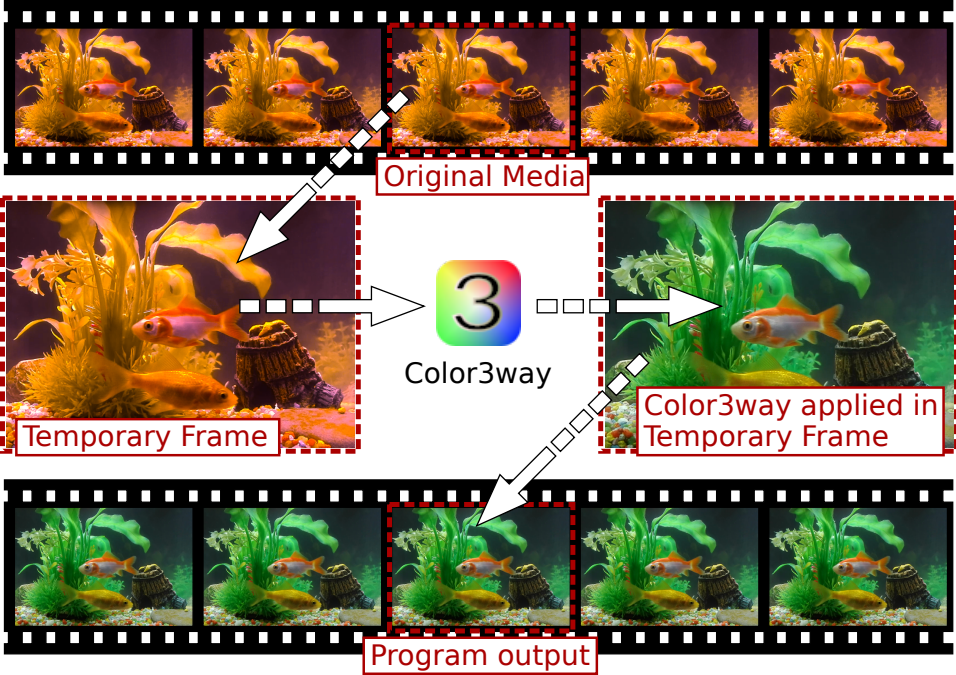 Original Media
3
Color3way
Temporary Frame
Color3way applied in
Temporary Frame
Program output